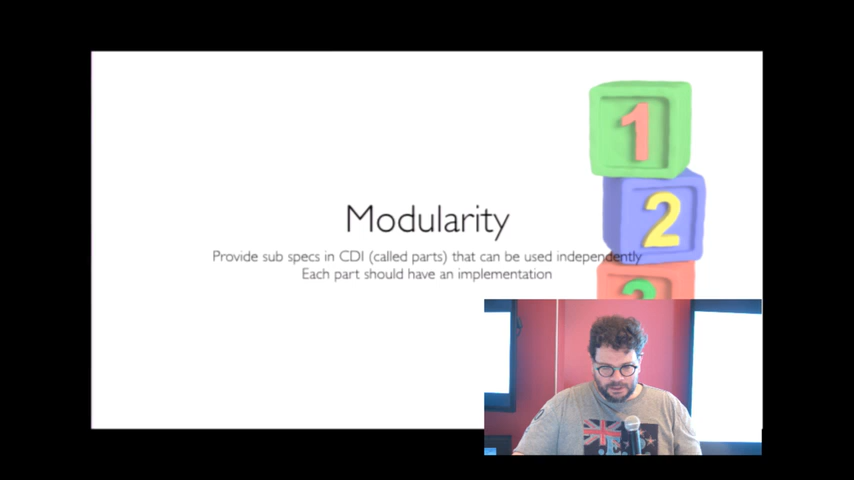 1
2
3
Modularity
Provide sub specs in CDI (called parts) that can be used independently
Each part should have an implementation